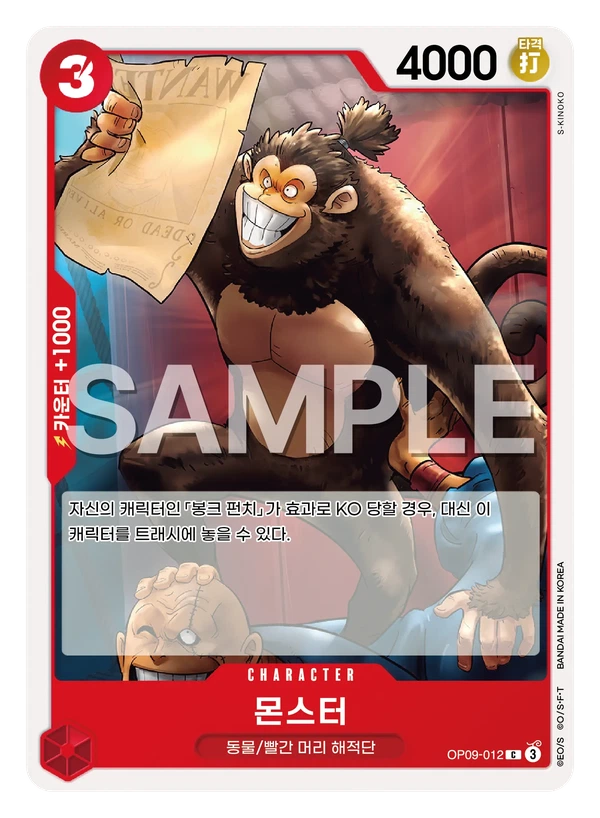 3
4000
타격
打
S-KINOKO
WANTED
DEAD OR ALIVE
카운터 +1000
SAMPLE
자신의 캐릭터인 「봉크 펀치」가 효과로 KO 당할 경우, 대신 이
캐릭터를 트래시에 놓을 수 있다.
CHARACTER
몬스터
동물/빨간 머리 해적단
OP09-012 C 3
©EO/S ©O/S・F・T BANDAI MADE IN KOREA